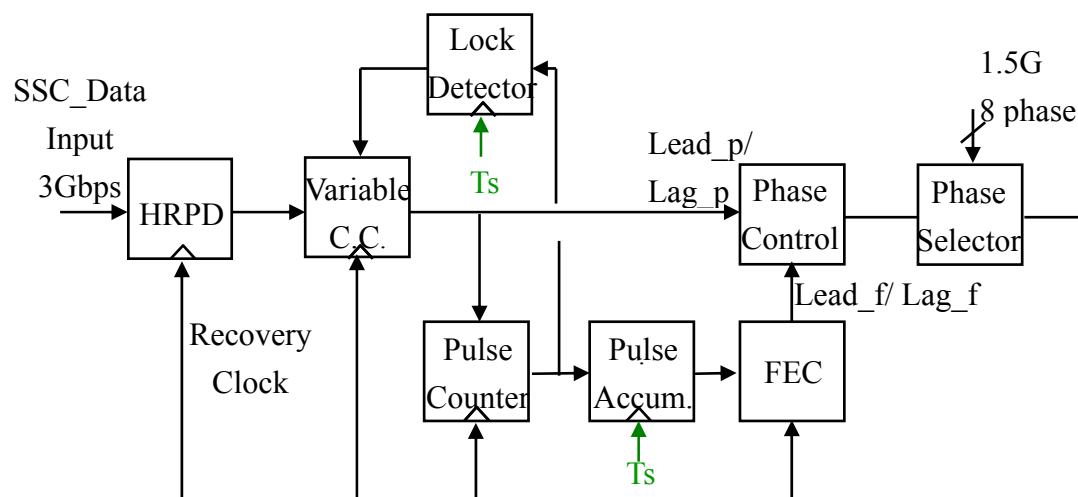 Lock
Detector
1.5G
8 phase
SSC_Data
Input
3Gbps
Ts
HRPD
Variable
C.C.
Lead_p/
Lag_p
Phase
Control
Phase
Selector
Lead_f/ Lag_f
Recovery
Clock
Pulse
Counter
Pulse
Accum.
FEC
Ts